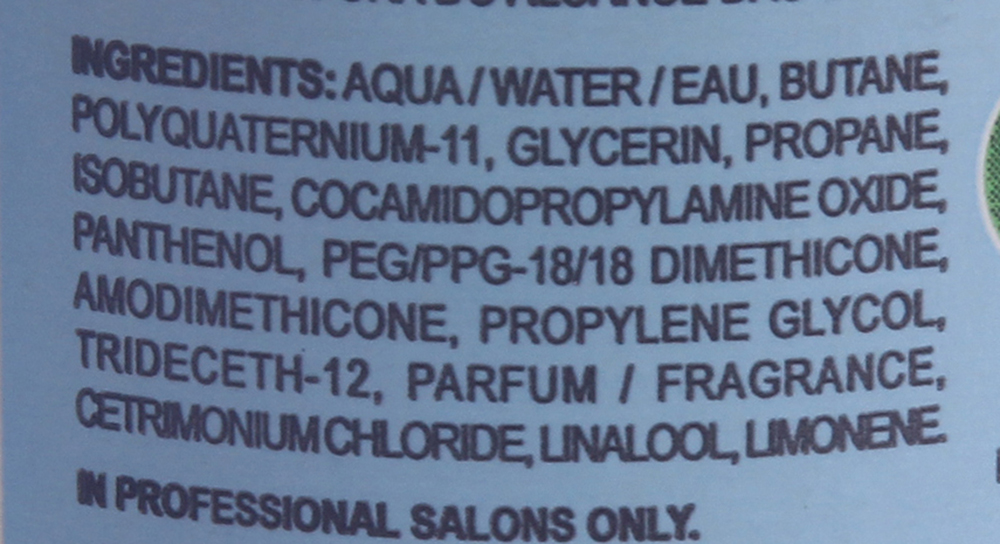 INGREDIENTS: AQUA / WATER / EAU, BUTANE,
POLYQUATERNIUM-11, GLYCERIN, PROPANE,
ISOBUTANE, COCAMIDOPROPYLAMINE OXIDE,
PANTHENOL, PEG/PPG-18/18 DIMETHICONE,
AMODIMETHICONE, PROPYLENE GLYCOL,
TRIDECETH-12, PARFUM / FRAGRANCE,
CETRIMONIUM CHLORIDE, LINALOOL, LIMONENE.
IN PROFESSIONAL SALONS ONLY.